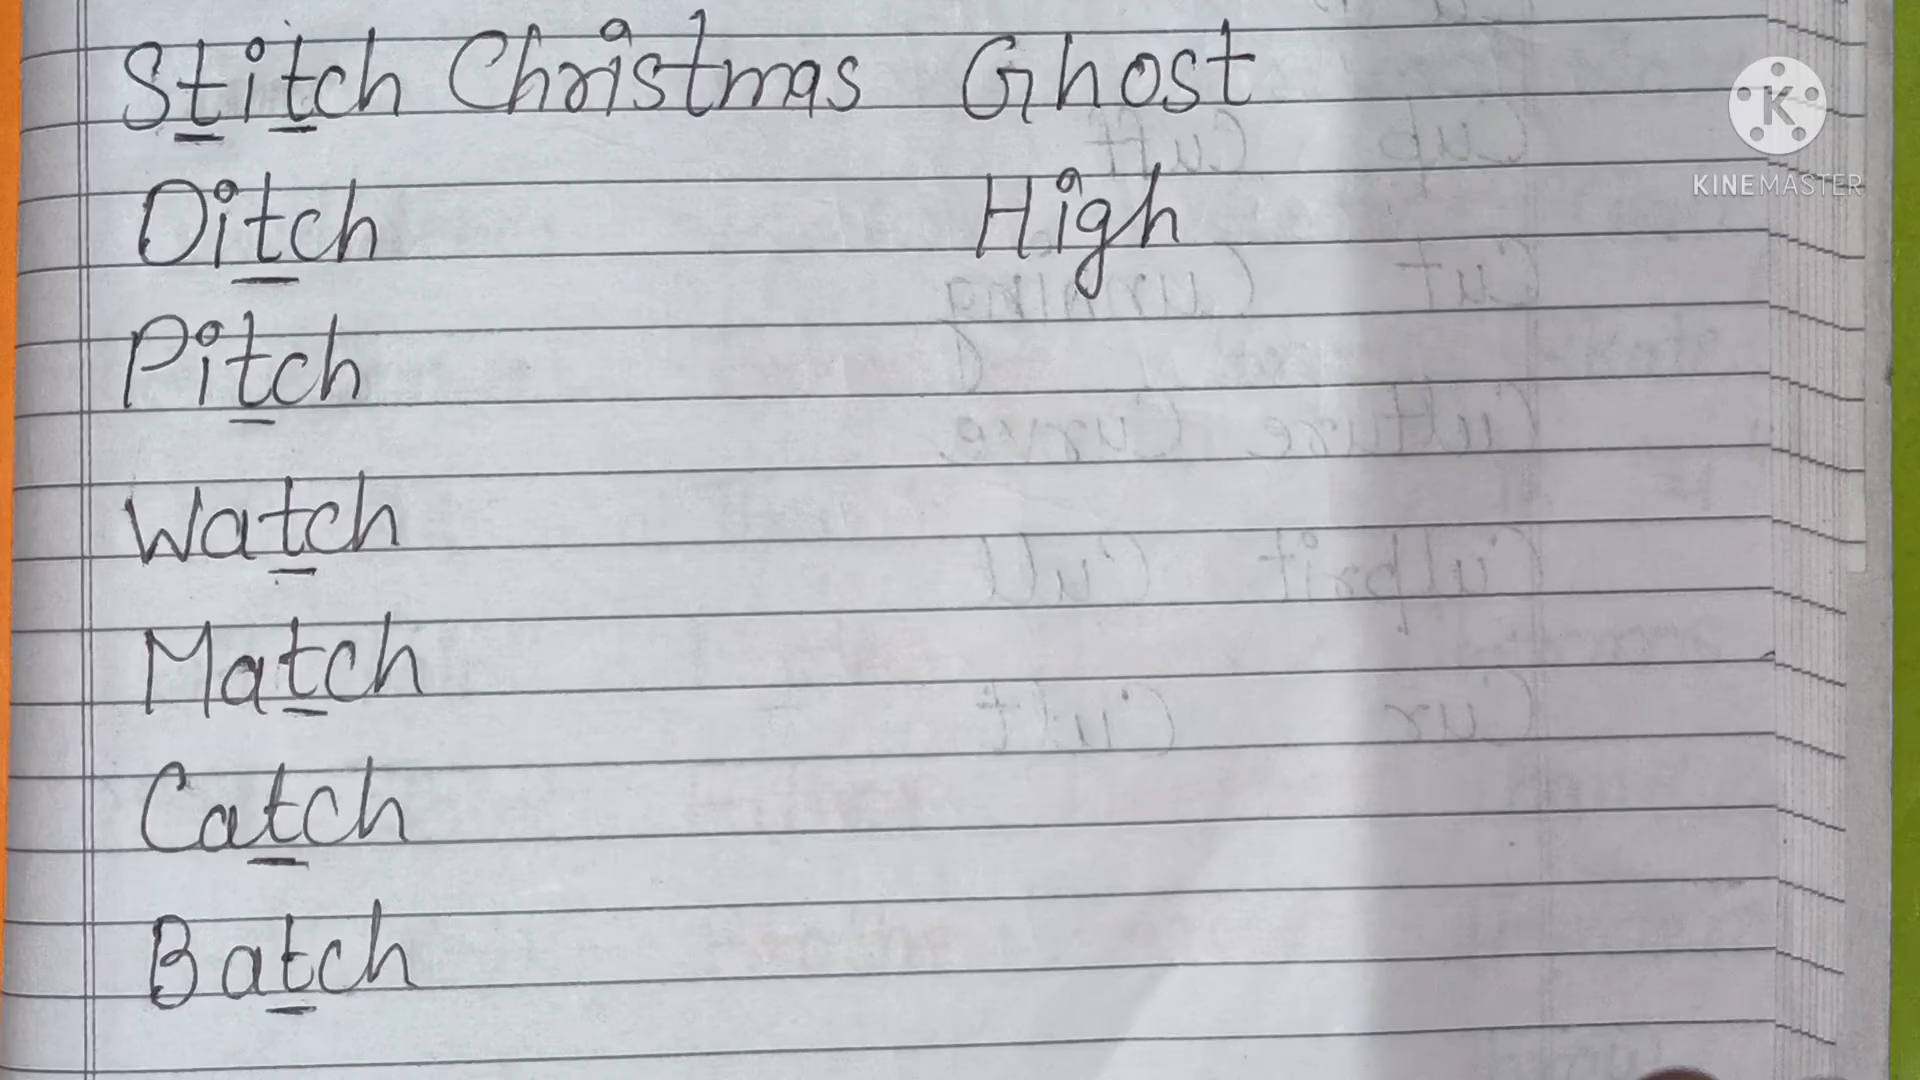 Stitch Christmas Ghost
Ditch High
Pitch
Watch
Match
Catch
Batch
K
KINEMASTER